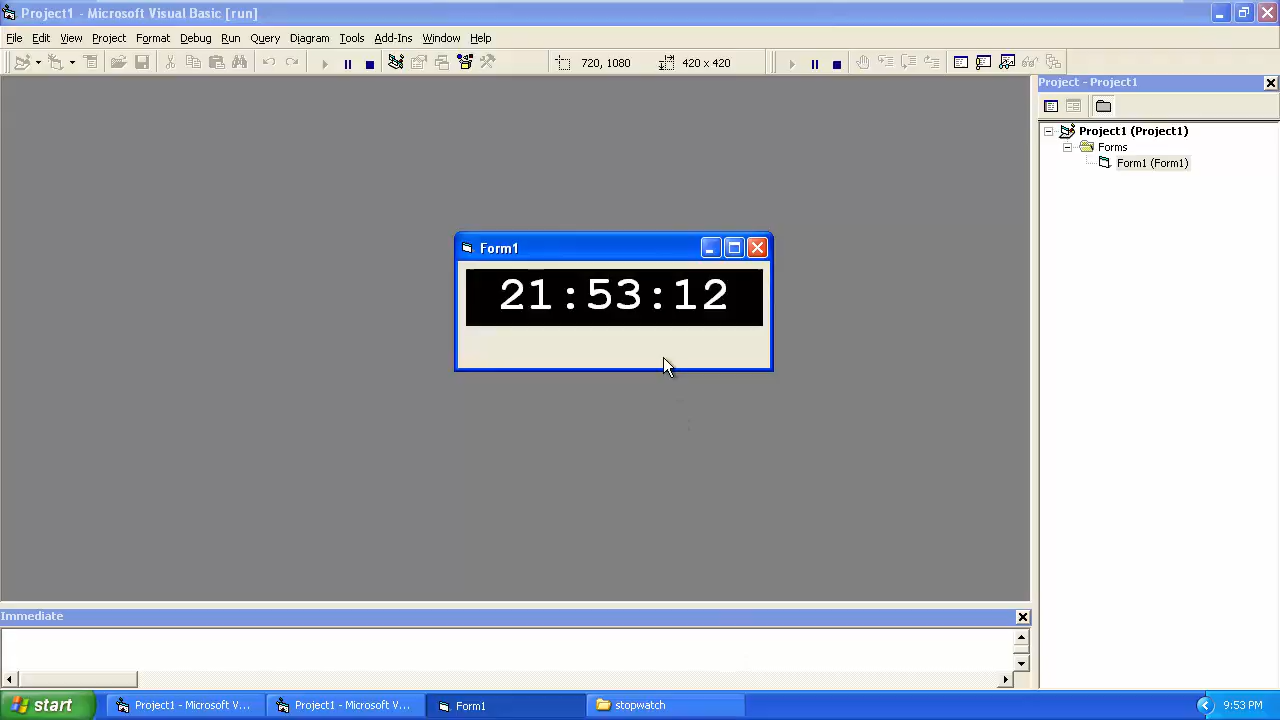 Project1 - Microsoft Visual Basic [run]
File Edit View Project Format Debug Run Query Diagram Tools Add-Ins Window Help
720, 1080 420 x 420
Project - Project1
Project1 (Project1)
Forms
Form1 (Form1)
Form1
21:53:12
Immediate
start Project1 - Microsoft V... Project1 - Microsoft V... Form1 stopwatch 9:53 PM